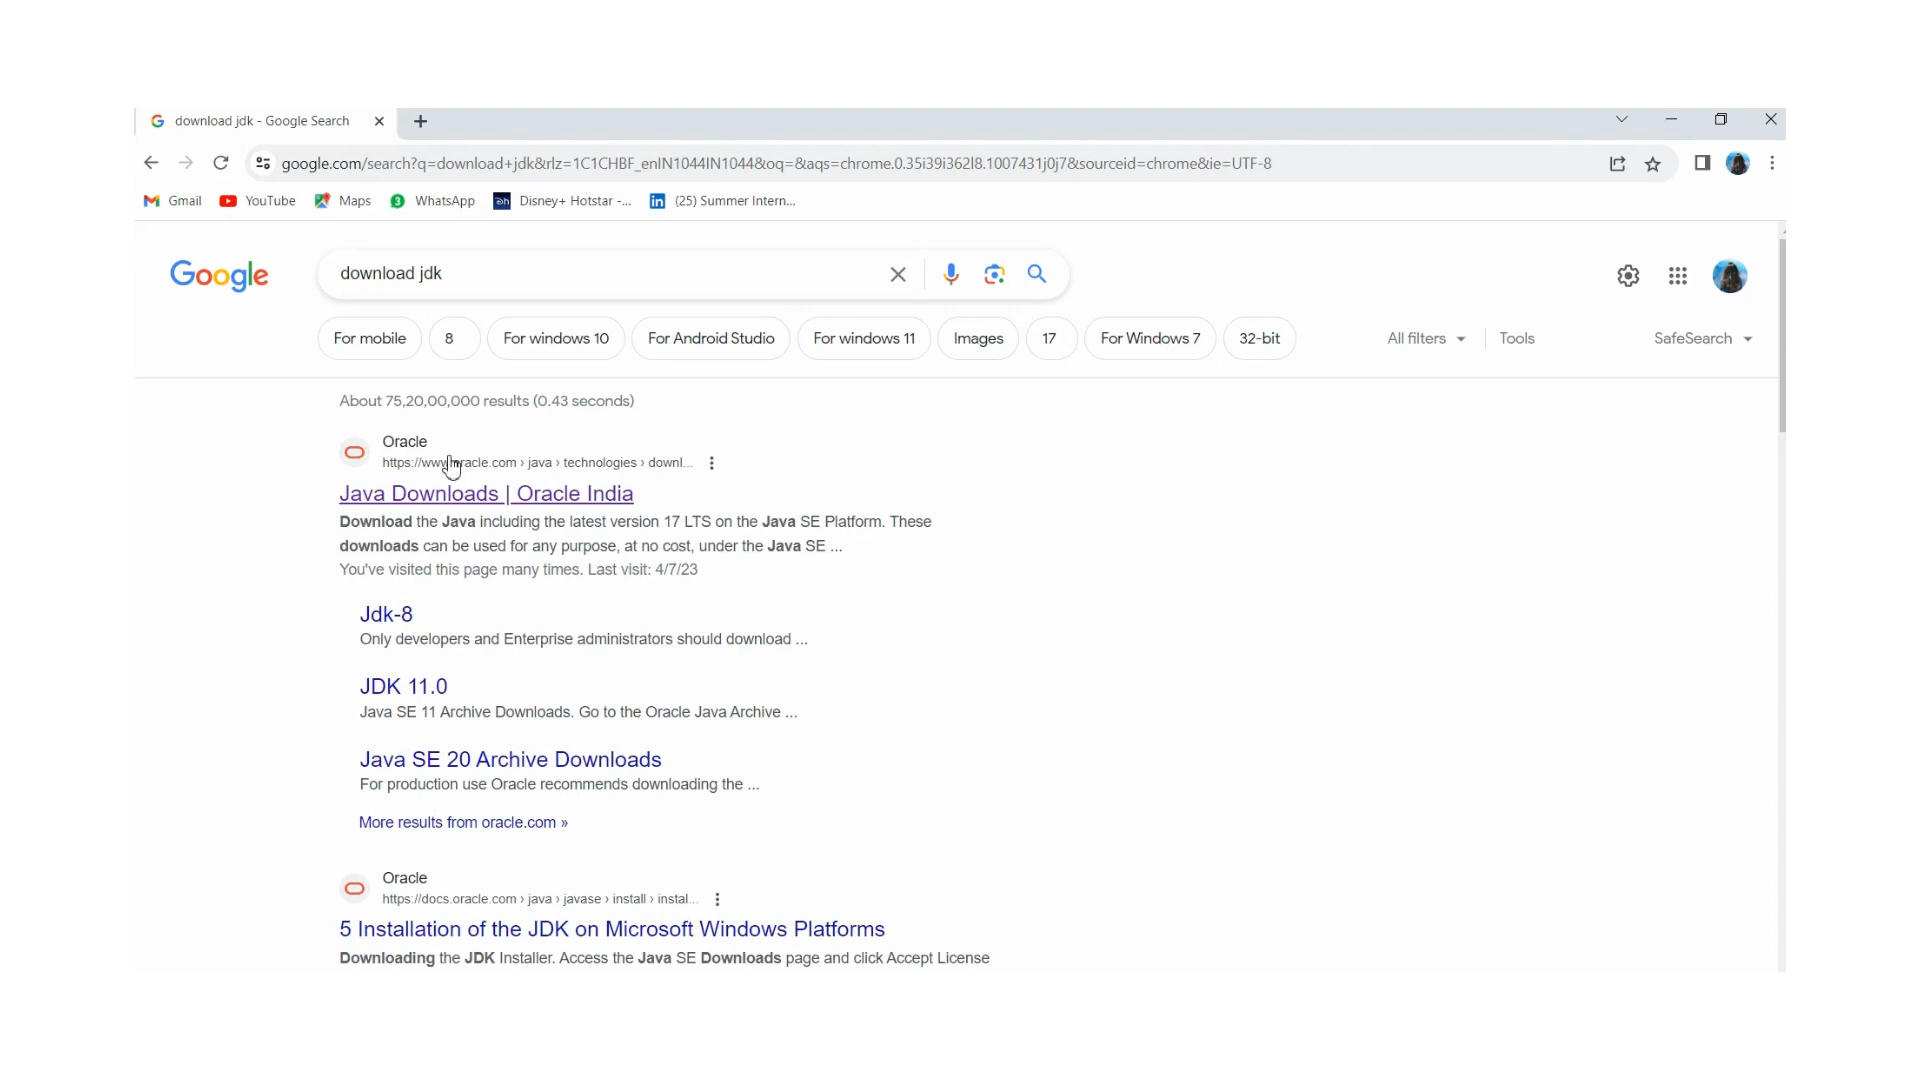 download jdk - Google Search
google.com/search?q=download+jdk&rlz=1C1CHBF_enIN1044IN1044&oq=&aqs=chrome.0.35i39i362l8.1007431j0j7&sourceid=chrome&ie=UTF-8
Gmail YouTube Maps 3 WhatsApp Disney+ Hotstar -... (25) Summer Intern...
Google download jdk
For mobile 8 For windows 10 For Android Studio For windows 11 Images 17 For Windows 7 32-bit All filters Tools SafeSearch
About 75,20,00,000 results (0.43 seconds)
Oracle
https://www.oracle.com › java › technologies › downl...
Java Downloads | Oracle India
Download the Java including the latest version 17 LTS on the Java SE Platform. These
downloads can be used for any purpose, at no cost, under the Java SE ...
You've visited this page many times. Last visit: 4/7/23
Jdk-8
Only developers and Enterprise administrators should download ...
JDK 11.0
Java SE 11 Archive Downloads. Go to the Oracle Java Archive ...
Java SE 20 Archive Downloads
For production use Oracle recommends downloading the ...
More results from oracle.com »
Oracle
https://docs.oracle.com › java › javase › install › instal...
5 Installation of the JDK on Microsoft Windows Platforms
Downloading the JDK Installer. Access the Java SE Downloads page and click Accept License